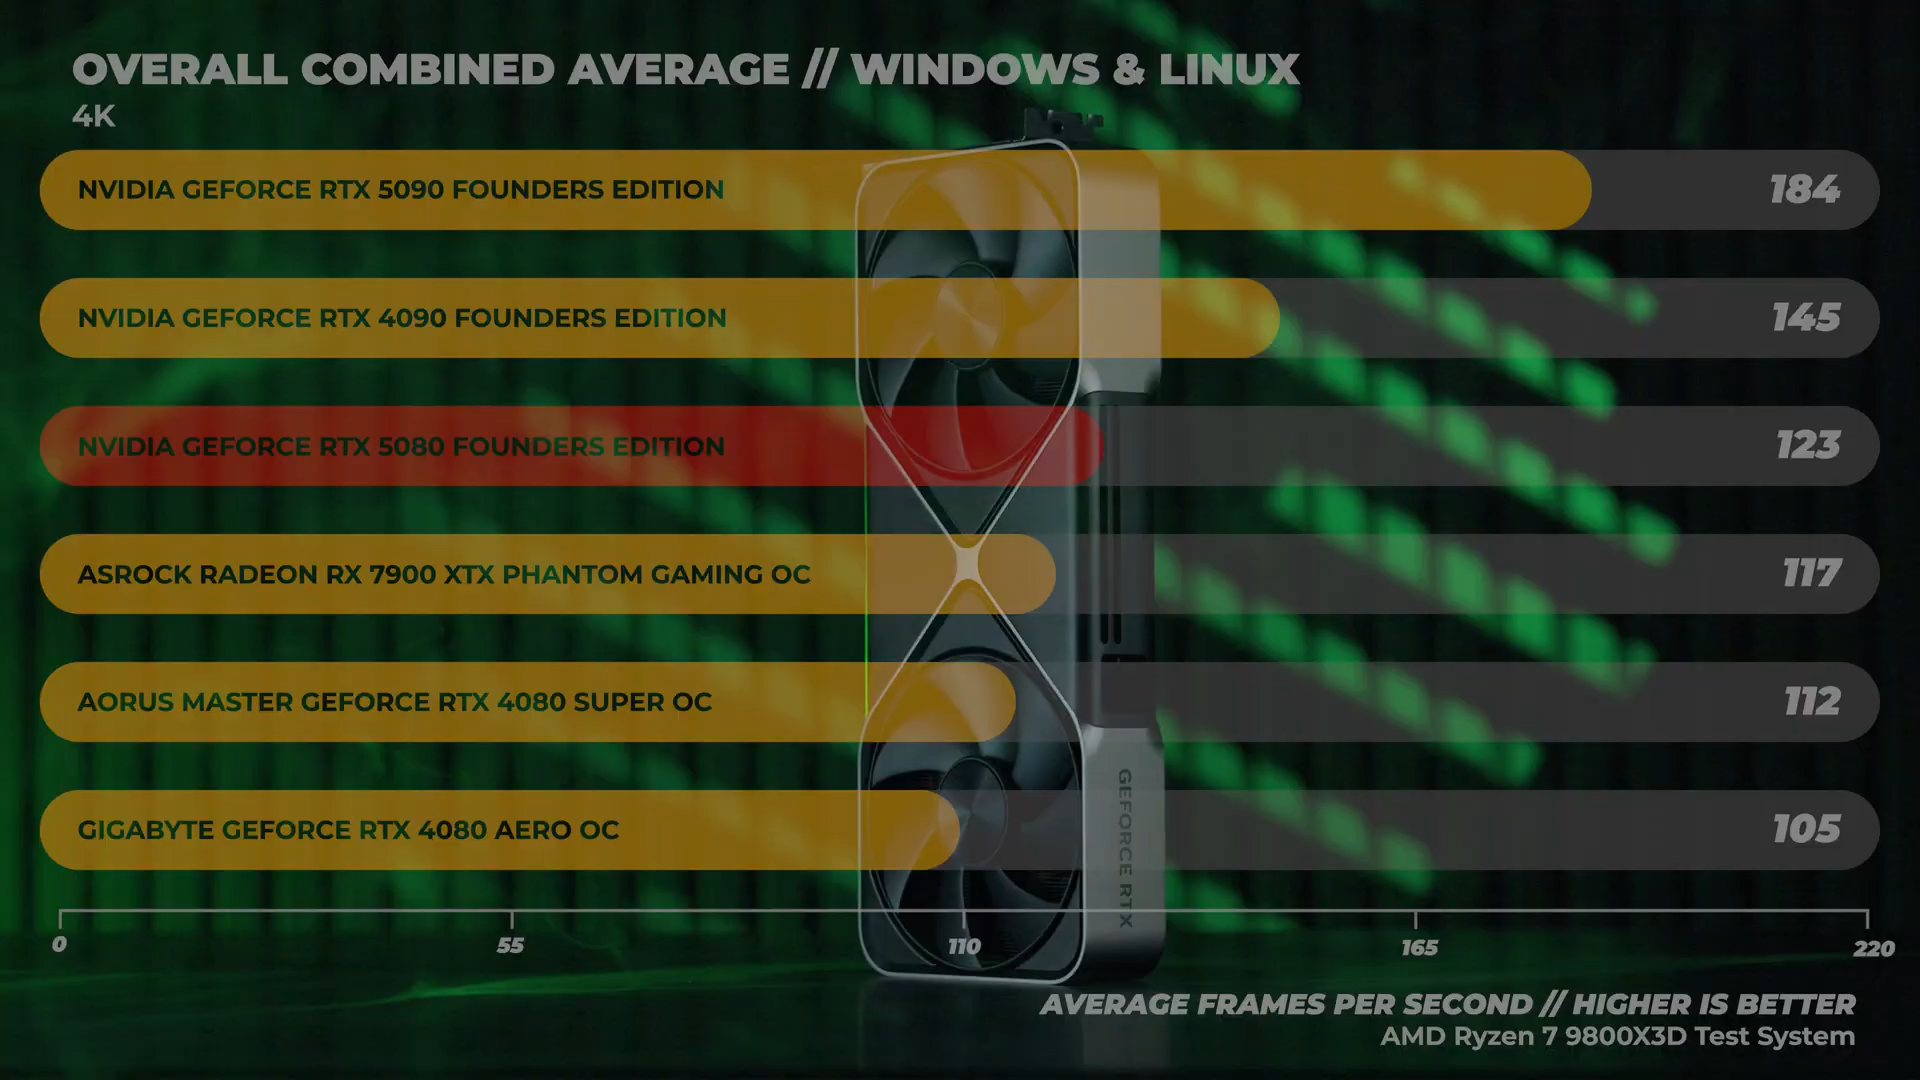 OVERALL COMBINED AVERAGE // WINDOWS & LINUX
4K
NVIDIA GEFORCE RTX 5090 FOUNDERS EDITION 184
NVIDIA GEFORCE RTX 4090 FOUNDERS EDITION 145
NVIDIA GEFORCE RTX 5080 FOUNDERS EDITION 123
ASROCK RADEON RX 7900 XTX PHANTOM GAMING OC 117
AORUS MASTER GEFORCE RTX 4080 SUPER OC 112
GIGABYTE GEFORCE RTX 4080 AERO OC 105
GEFORCE RTX
0 55 110 165 220
AVERAGE FRAMES PER SECOND // HIGHER IS BETTER
AMD Ryzen 7 9800X3D Test System